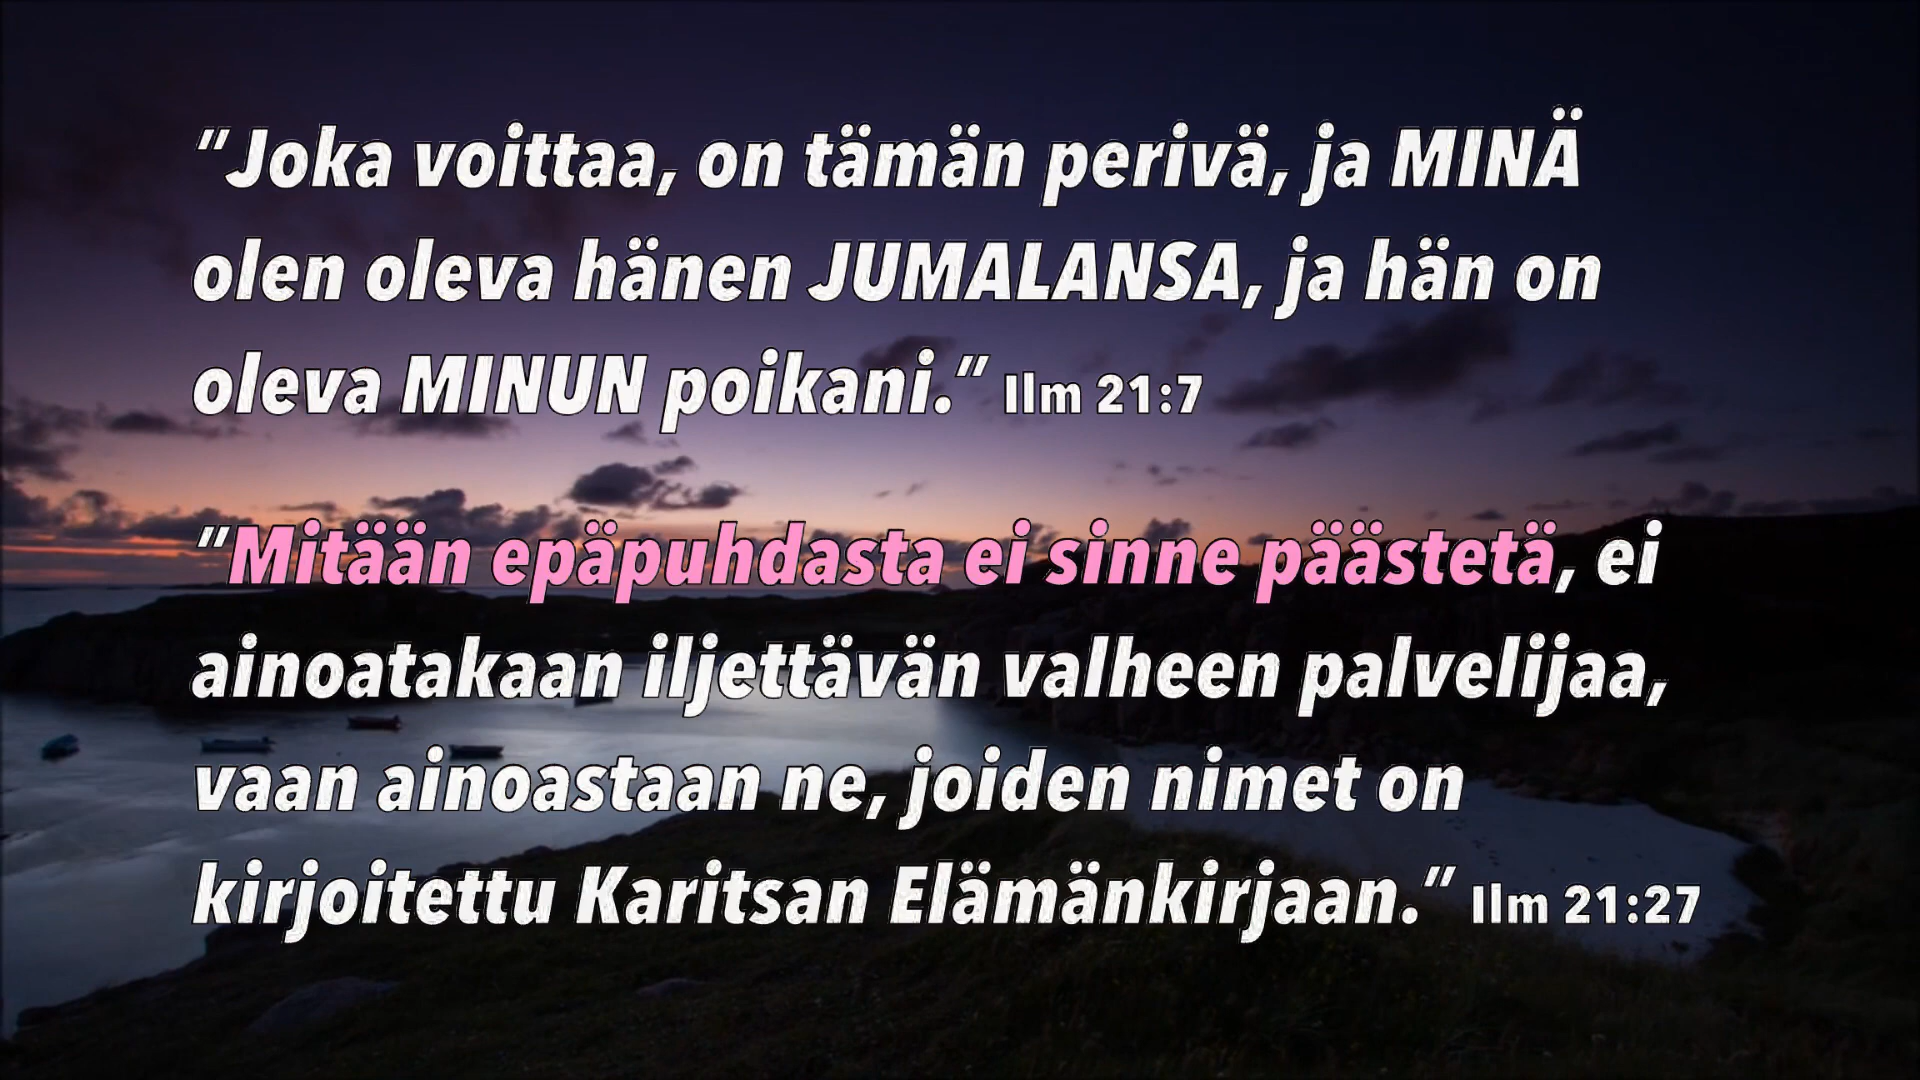 ”Joka voittaa, on tämän perivä, ja MINÄ
olen oleva hänen JUMALANSA, ja hän on
oleva MINUN poikani.” Ilm 21:7
”Mitään epäpuhdasta ei sinne päästetä, ei
ainoatakaan iljettävän valheen palvelijaa,
vaan ainoastaan ne, joiden nimet on
kirjoitettu Karitsan Elämänkirjaan.” Ilm 21:27